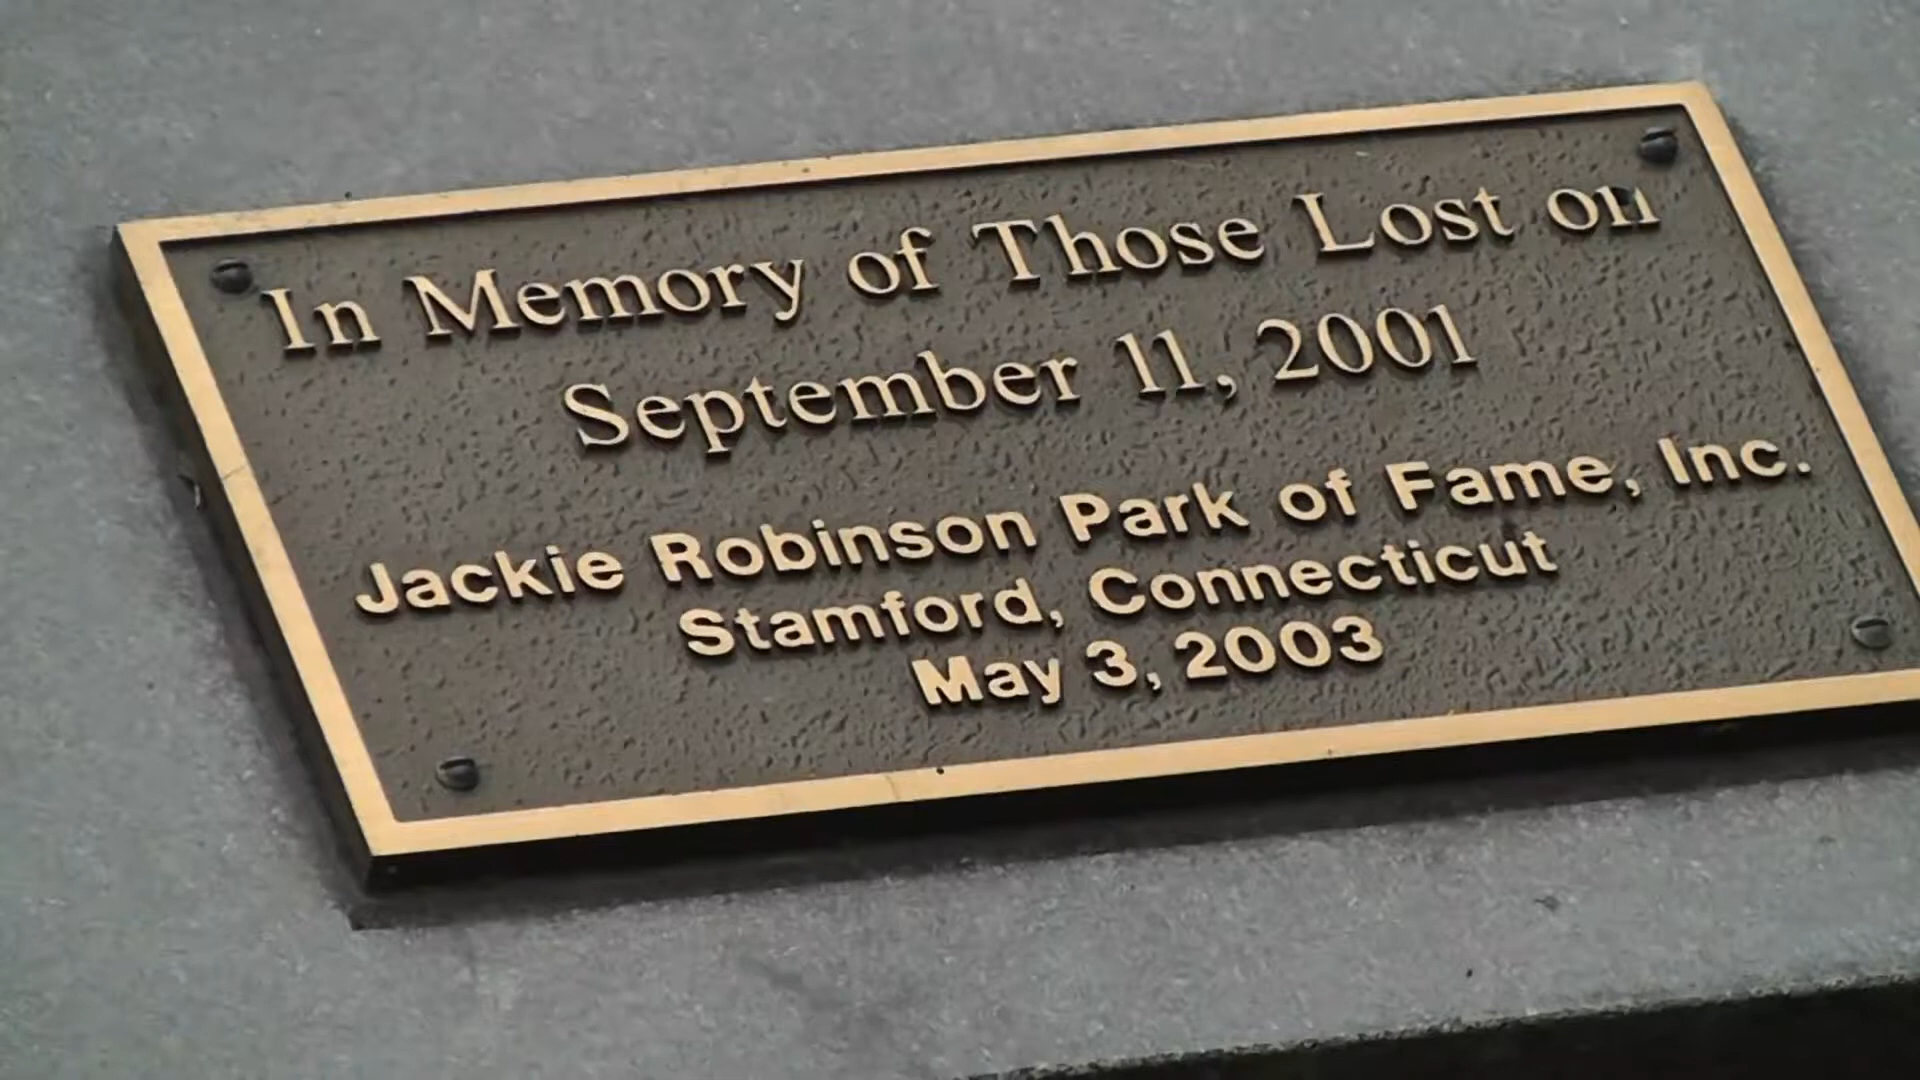 In Memory of Those Lost on
September 11, 2001
Jackie Robinson Park of Fame, Inc.
Stamford, Connecticut
May 3, 2003